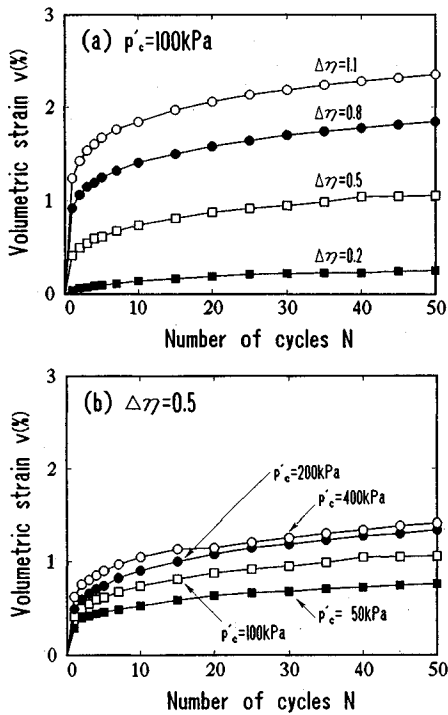 (a) p'c=100kPa
Volumetric strain v(%)
3
2
1
0
Δη=1.1
Δη=0.8
Δη=0.5
Δη=0.2
0 10 20 30 40 50
Number of cycles N
(b) Δη=0.5
Volumetric strain v(%)
3
2
1
0
p'c=200kPa
p'c=400kPa
p'c=100kPa
p'c= 50kPa
0 10 20 30 40 50
Number of cycles N